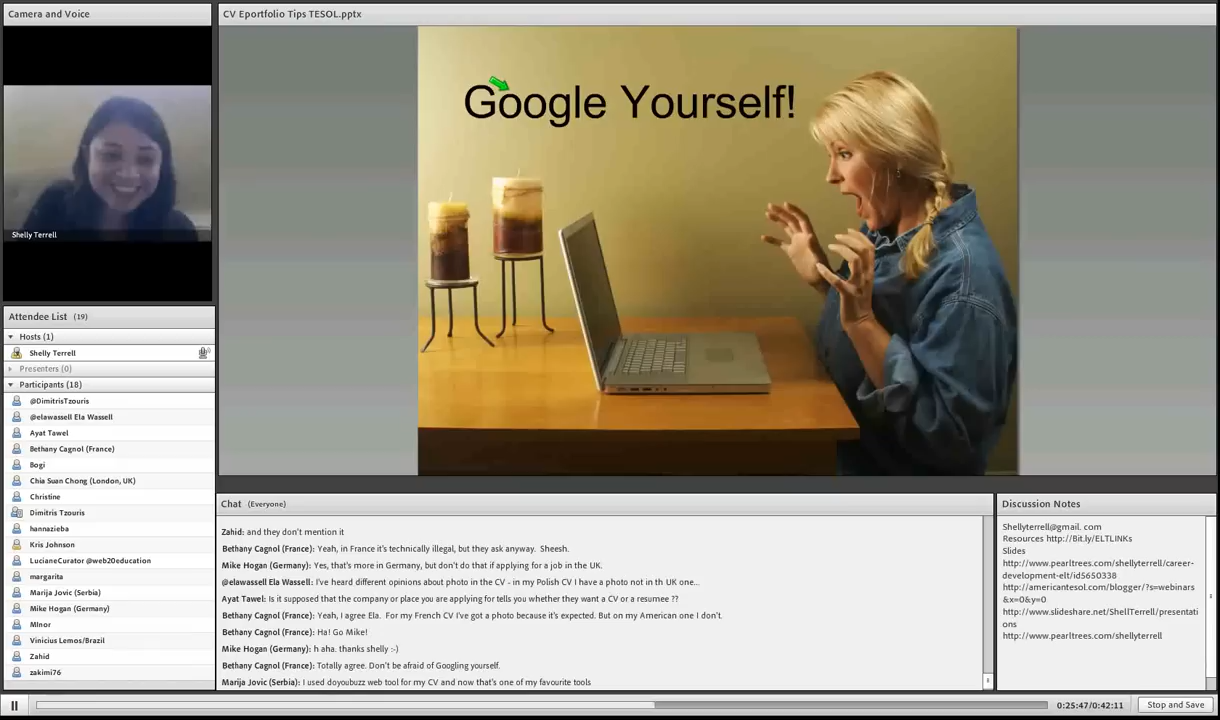 Camera and Voice
CV Eportfolio Tips TESOL.pptx
Google Yourself!
Shelly Terrell
Attendee List (19)
Hosts (1)
Shelly Terrell
Presenters (0)
Participants (18)
@DimitrisTzouris
@elawassell Ela Wassell
Ayat Tawel
Bethany Cagnol (France)
Bogi
Chia Suan Chong (London, UK)
Christine
Dimitris Tzouris
hannazieba
Kris Johnson
LucianeCurator @web20education
margarita
Marija Jovic (Serbia)
Mike Hogan (Germany)
MInor
Vinicius Lemos/Brazil
Zahid
zakimi76
Chat (Everyone)
Zahid: and they don't mention it
Bethany Cagnol (France): Yeah, in France it's technically illegal, but they ask anyway. Sheesh.
Mike Hogan (Germany): Yes, that's more in Germany, but don't do that if applying for a job in the UK.
@elawassell Ela Wassell: I've heard different opinions about photo in the CV - in my Polish CV I have a photo not in th UK one...
Ayat Tawel: Is it supposed that the company or place you are applying for tells you whether they want a CV or a resumee ??
Bethany Cagnol (France): Yeah, I agree Ela. For my French CV I've got a photo because it's expected. But on my American one I don't.
Bethany Cagnol (France): Ha! Go Mike!
Mike Hogan (Germany): h aha. thanks shelly :-)
Bethany Cagnol (France): Totally agree. Don't be afraid of Googling yourself.
Marija Jovic (Serbia): I used doyoubuzz web tool for my CV and now that's one of my favourite tools
Discussion Notes
Shellyterrell@gmail. com
Resources http://Bit.ly/ELTLINKs
Slides
http://www.pearltrees.com/shellyterrell/career-
development-elt/id5650338
http://americantesol.com/blogger/?s=webinars
&x=0&y=0
http://www.slideshare.net/ShellTerrell/presentati
ons
http://www.pearltrees.com/shellyterrell
0:25:47/0:42:11
Stop and Save